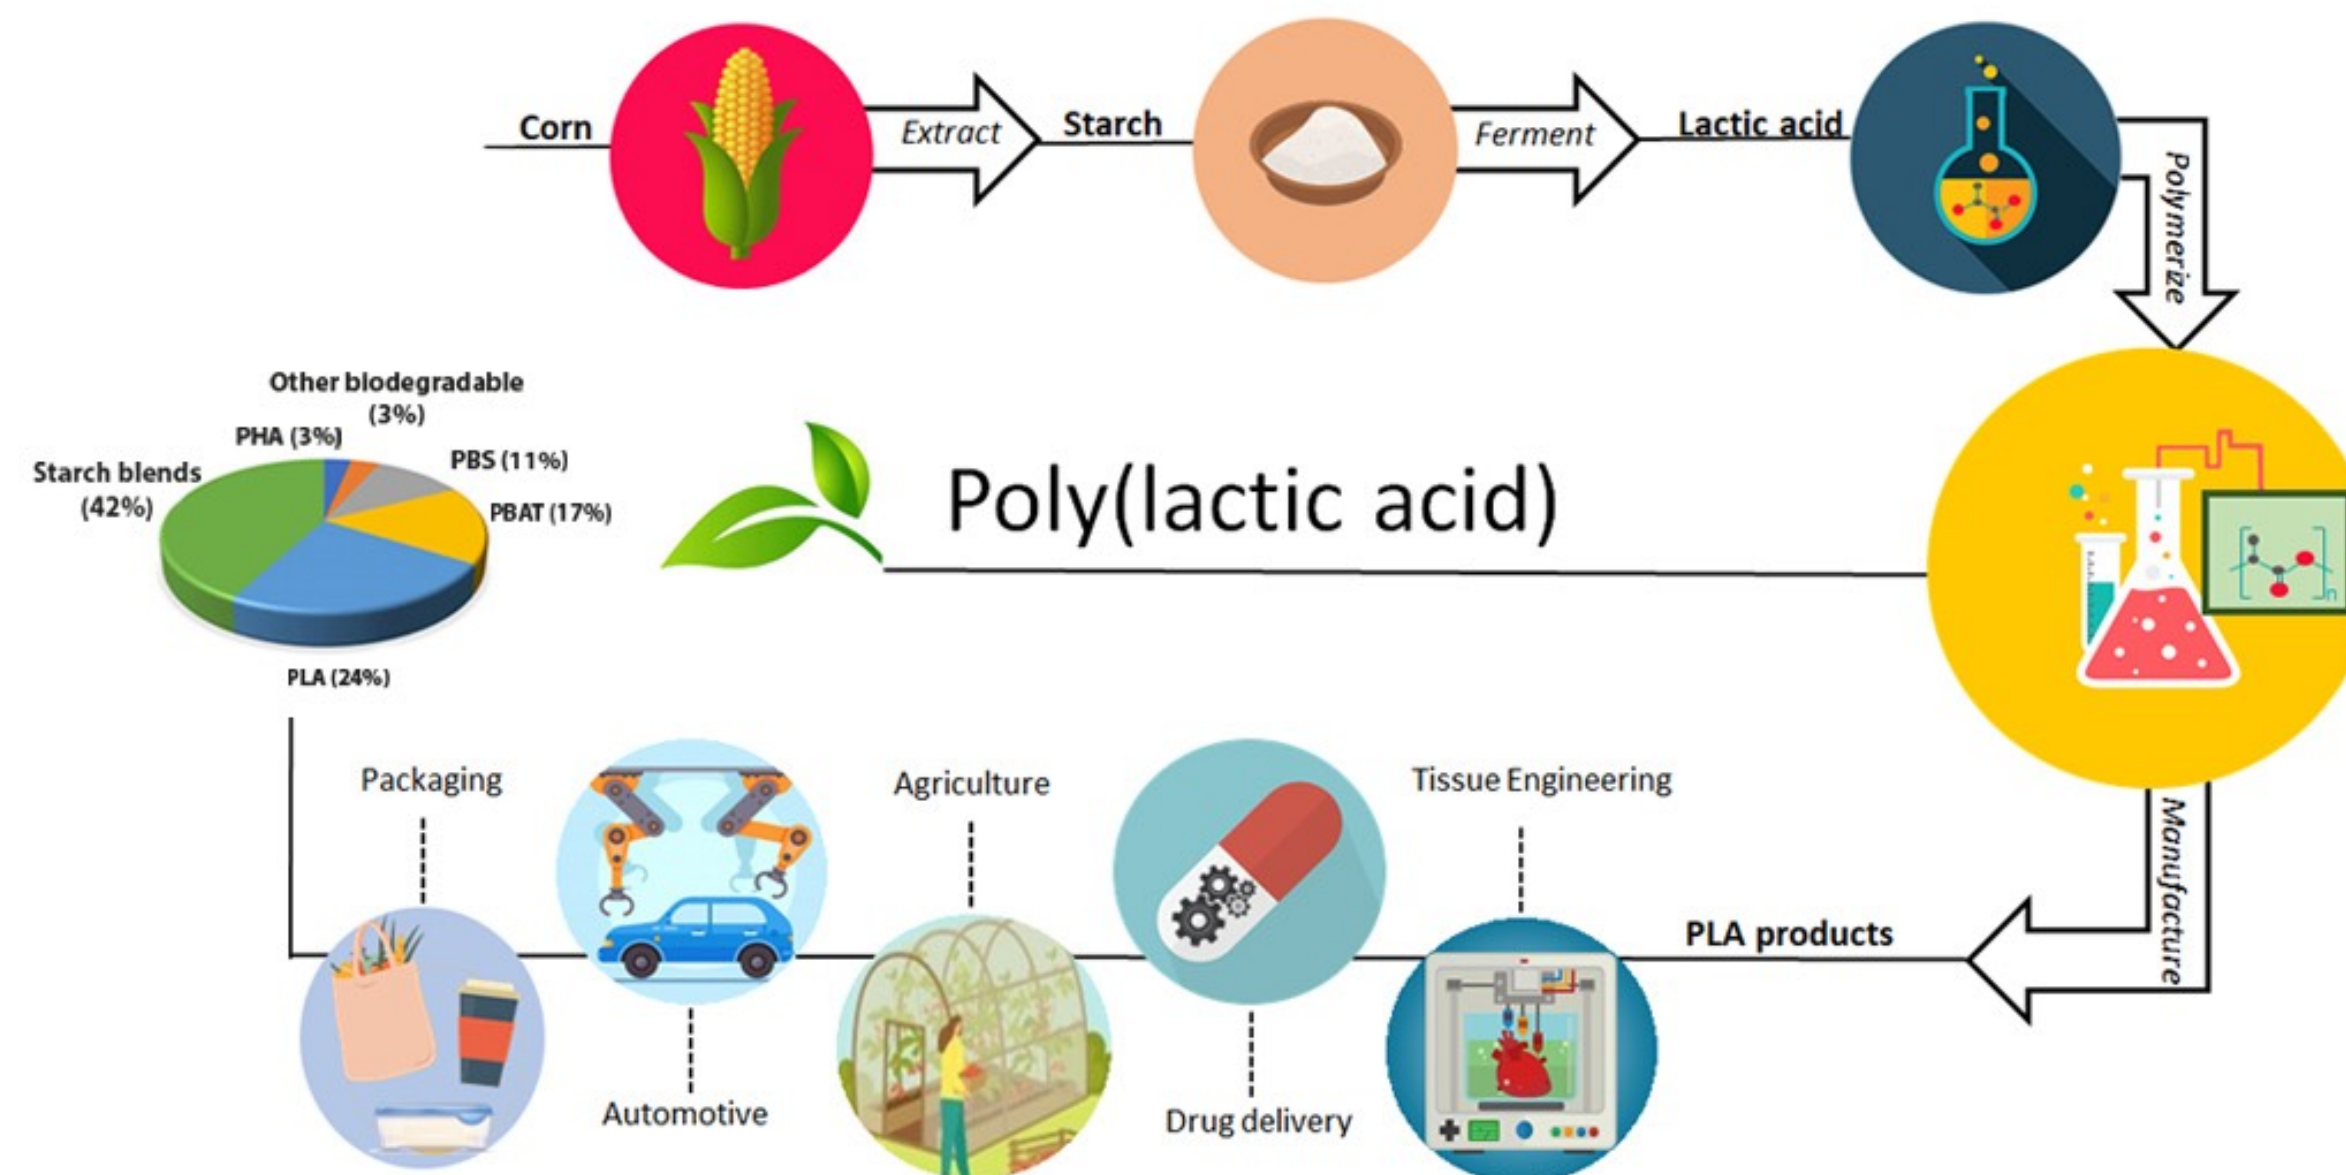 Corn
Extract
Starch
Ferment
Lactic acid
Polymerize
Other biodegradable
(3%)
PHA (3%)
PBS (11%)
Starch blends
(42%)
PBAT (17%)
PLA (24%)
Poly(lactic acid)
n
Manufacture
PLA products
Packaging
Agriculture
Tissue Engineering
Automotive
Drug delivery